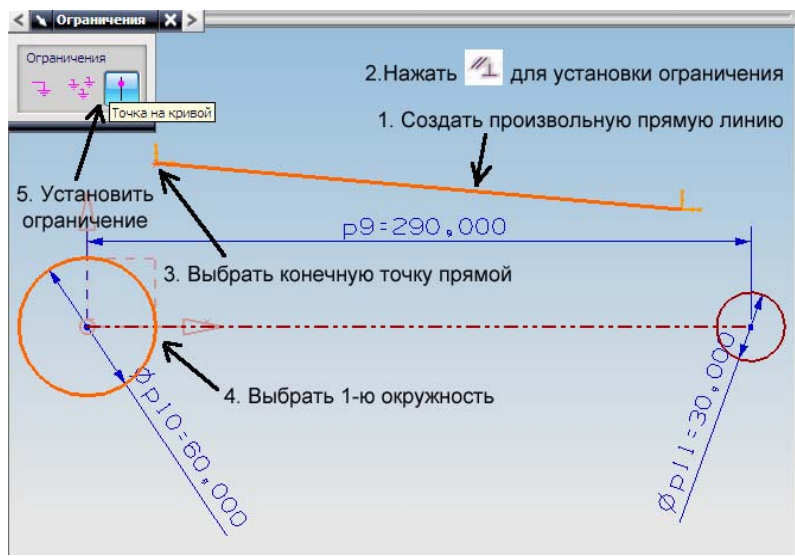 Ограничения
Ограничения
Точка на кривой
2.Нажать для установки ограничения
1. Создать произвольную прямую линию
5. Установить
ограничение
p9=290,000
3. Выбрать конечную точку прямой
4. Выбрать 1-ю окружность
Øp10=60,000
Øp11=30,000